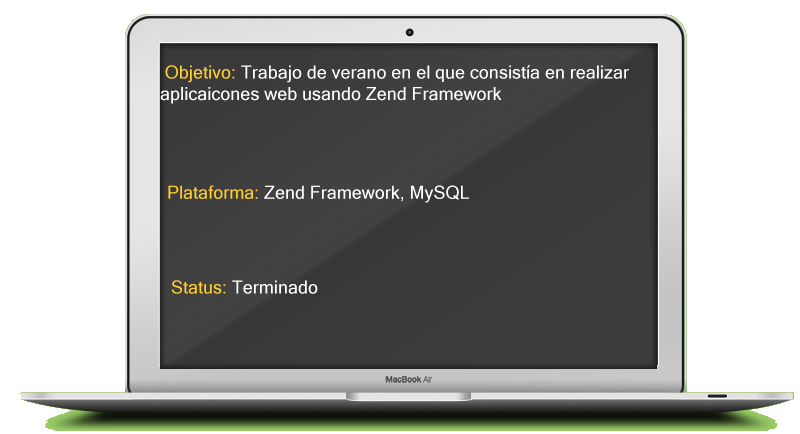 Objetivo: Trabajo de verano en el que consistía en realizar
aplicaicones web usando Zend Framework
Plataforma: Zend Framework, MySQL
Status: Terminado
MacBook Air